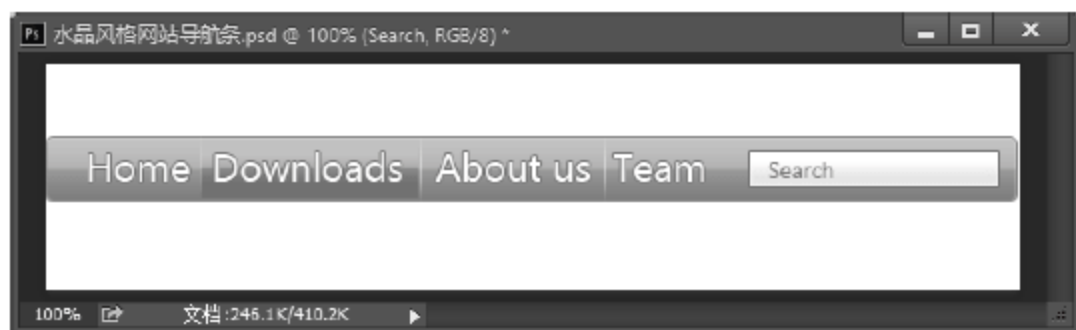 Ps 水晶风格网站导航条.psd @ 100% (Search, RGB/8) *
Home Downloads About us Team Search
100% 文档:246.1K/410.2K